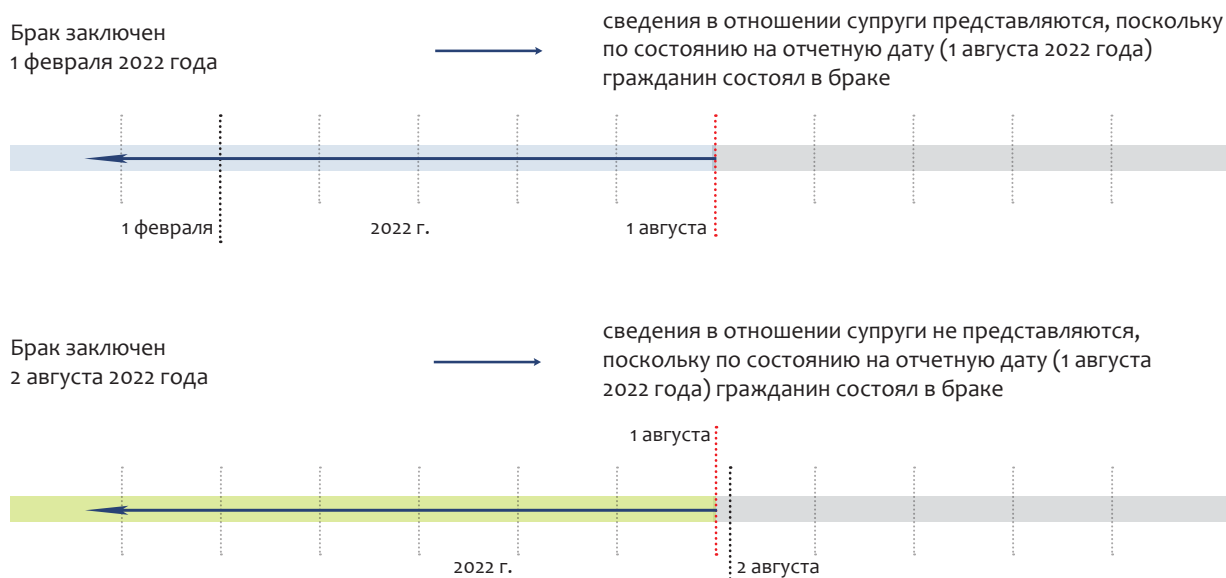 Брак заключен
1 февраля 2022 года
сведения в отношении супруги представляются, поскольку
по состоянию на отчетную дату (1 августа 2022 года)
гражданин состоял в браке
1 февраля
2022 г.
1 августа
Брак заключен
2 августа 2022 года
сведения в отношении супруги не представляются,
поскольку по состоянию на отчетную дату (1 августа
2022 года) гражданин состоял в браке
1 августа
2022 г.
2 августа